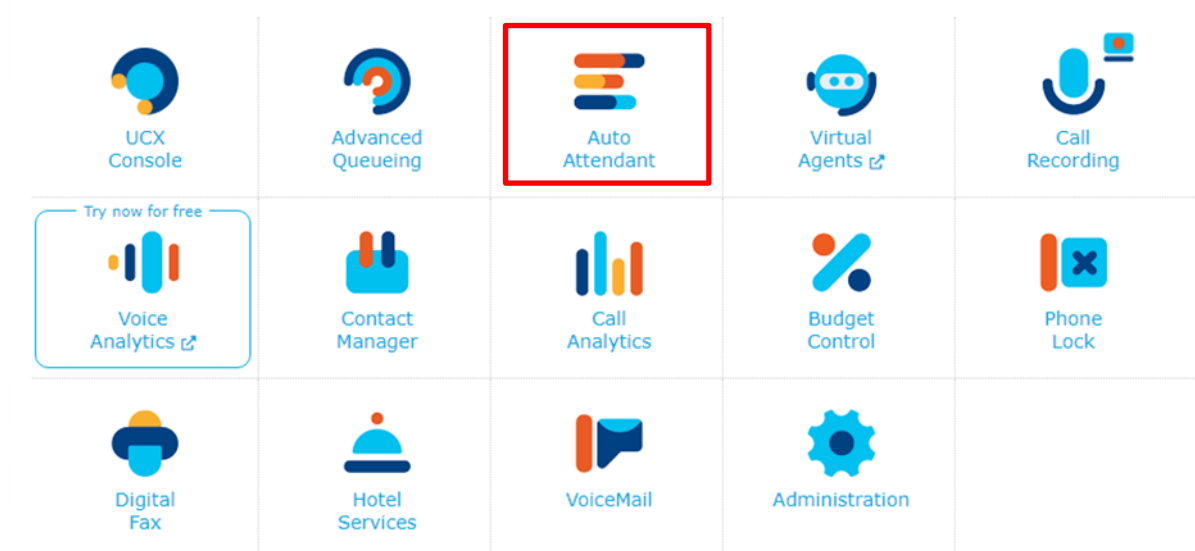 UCX
Console
Advanced
Queueing
Auto
Attendant
Virtual
Agents
Call
Recording
Try now for free
Voice
Analytics
Contact
Manager
Call
Analytics
Budget
Control
Phone
Lock
Digital
Fax
Hotel
Services
VoiceMail
Administration